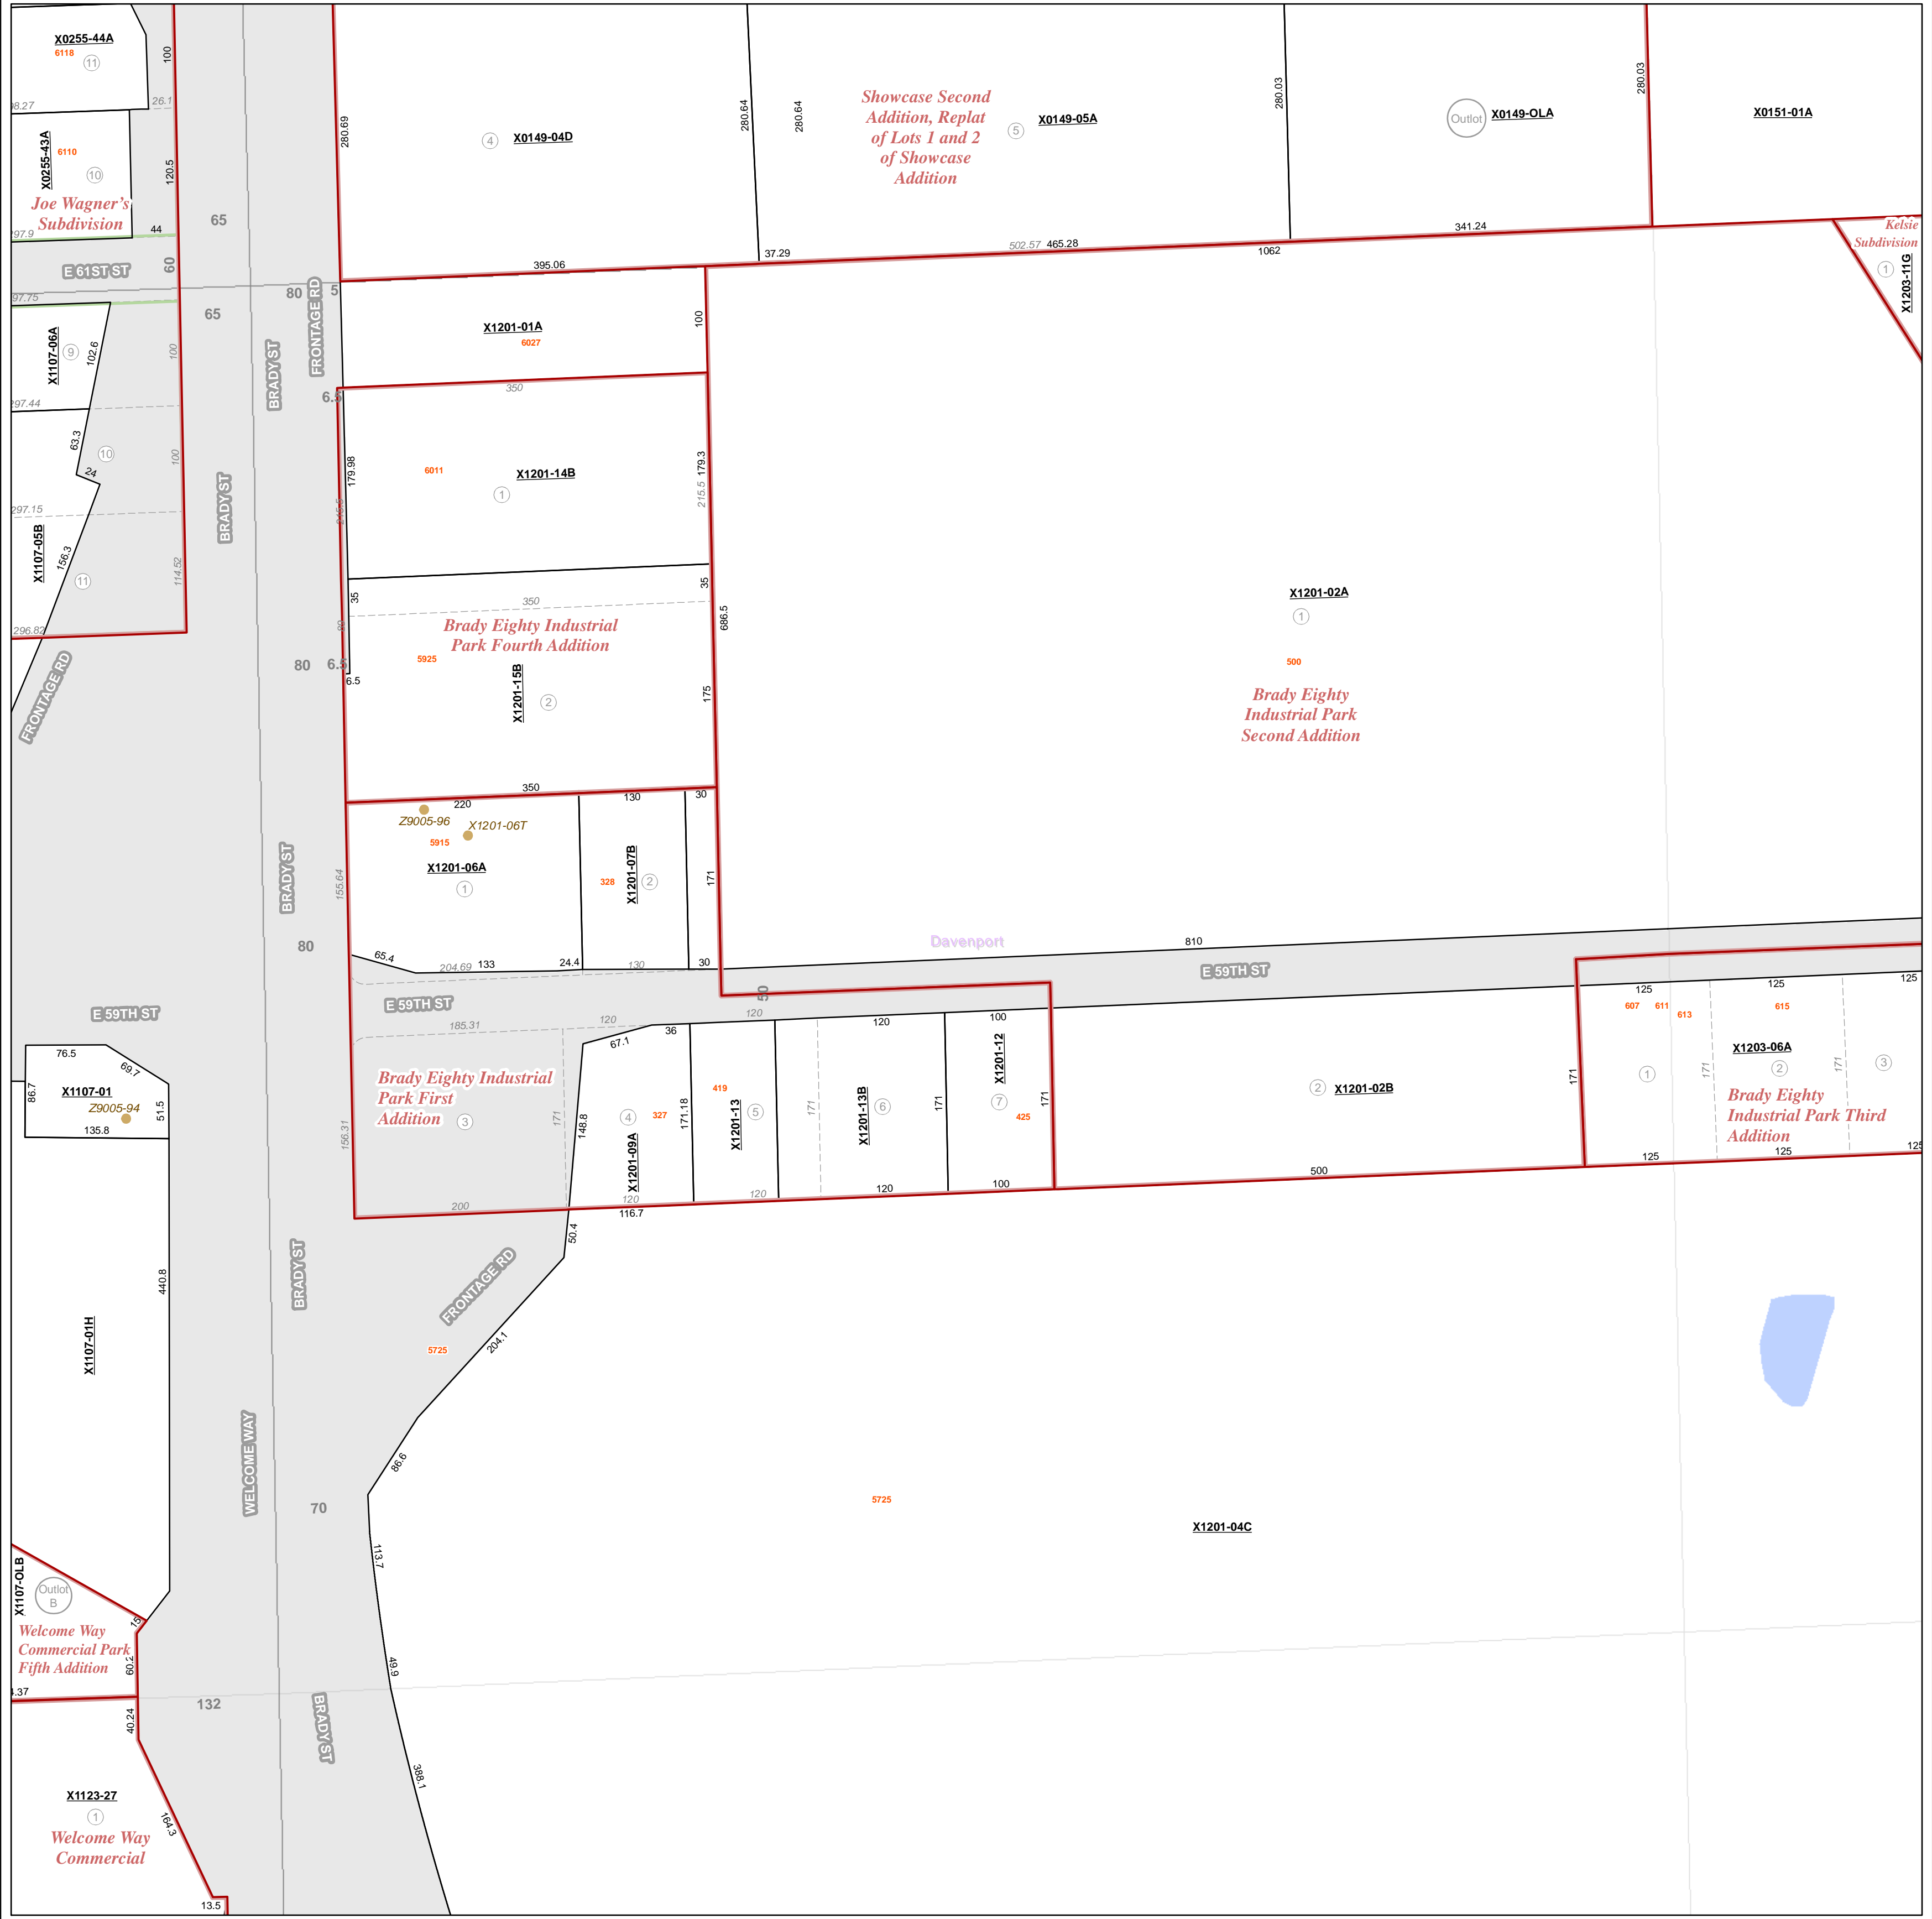 X0255-44A
6118
11
100
26.1
X0255-43A
6110
10
120.5
Joe Wagner's
Subdivision
44
65
E 61ST ST
60
280.69
4
X0149-04D
280.64
280.64
Showcase Second
Addition, Replat
of Lots 1 and 2
of Showcase
Addition
5
X0149-05A
280.03
Outlot
X0149-OLA
280.03
X0151-01A
395.06
37.29
502.57
465.28
1062
341.24
Kelsie
Subdivision
1
X1203-11G
97.75
65
80
5
FRONTAGE RD
BRADY ST
X1107-06A
9
102.6
100
297.44
X1201-01A
6027
100
350
6.5
63.3
10
24
100
297.15
X1107-05B
156.3
11
114.52
296.82
FRONTAGE RD
BRADY ST
179.98
6011
X1201-14B
1
179.3
215.5
215.5
35
350
35
80
Brady Eighty Industrial
Park Fourth Addition
5925
80
6.5
6.5
X1201-15B
2
175
686.5
350
X1201-02A
1
500
Brady Eighty
Industrial Park
Second Addition
220
130
30
Z9005-96
X1201-06T
5915
X1201-06A
1
155.64
BRADY ST
328
X1201-07B
2
171
80
65.4
204.69
133
24.4
130
30
Davenport
810
E 59TH ST
E 59TH ST
E 59TH ST
50
185.31
120
36
67.1
120
120
100
125
125
125
607
611
613
615
76.5
69.7
86.7
X1107-01
Z9005-94
51.5
135.8
Brady Eighty Industrial
Park First
Addition
3
156.31
171
148.8
4
327
X1201-09A
171.18
419
X1201-13
5
171
X1201-13B
6
171
X1201-12
7
425
171
2
X1201-02B
171
1
171
X1203-06A
2
171
3
Brady Eighty
Industrial Park Third
Addition
200
120
116.7
120
120
100
500
125
125
125
50.4
440.8
X1107-01H
BRADY ST
FRONTAGE RD
204.1
5725
86.6
WELCOME WAY
70
5725
X1201-04C
113.7
X1107-OLB
Outlot
B
15
Welcome Way
Commercial Park
Fifth Addition
60.2
49.9
132
40.24
BRADY ST
388.1
X1123-27
1
164.3
Welcome Way
Commercial
13.5